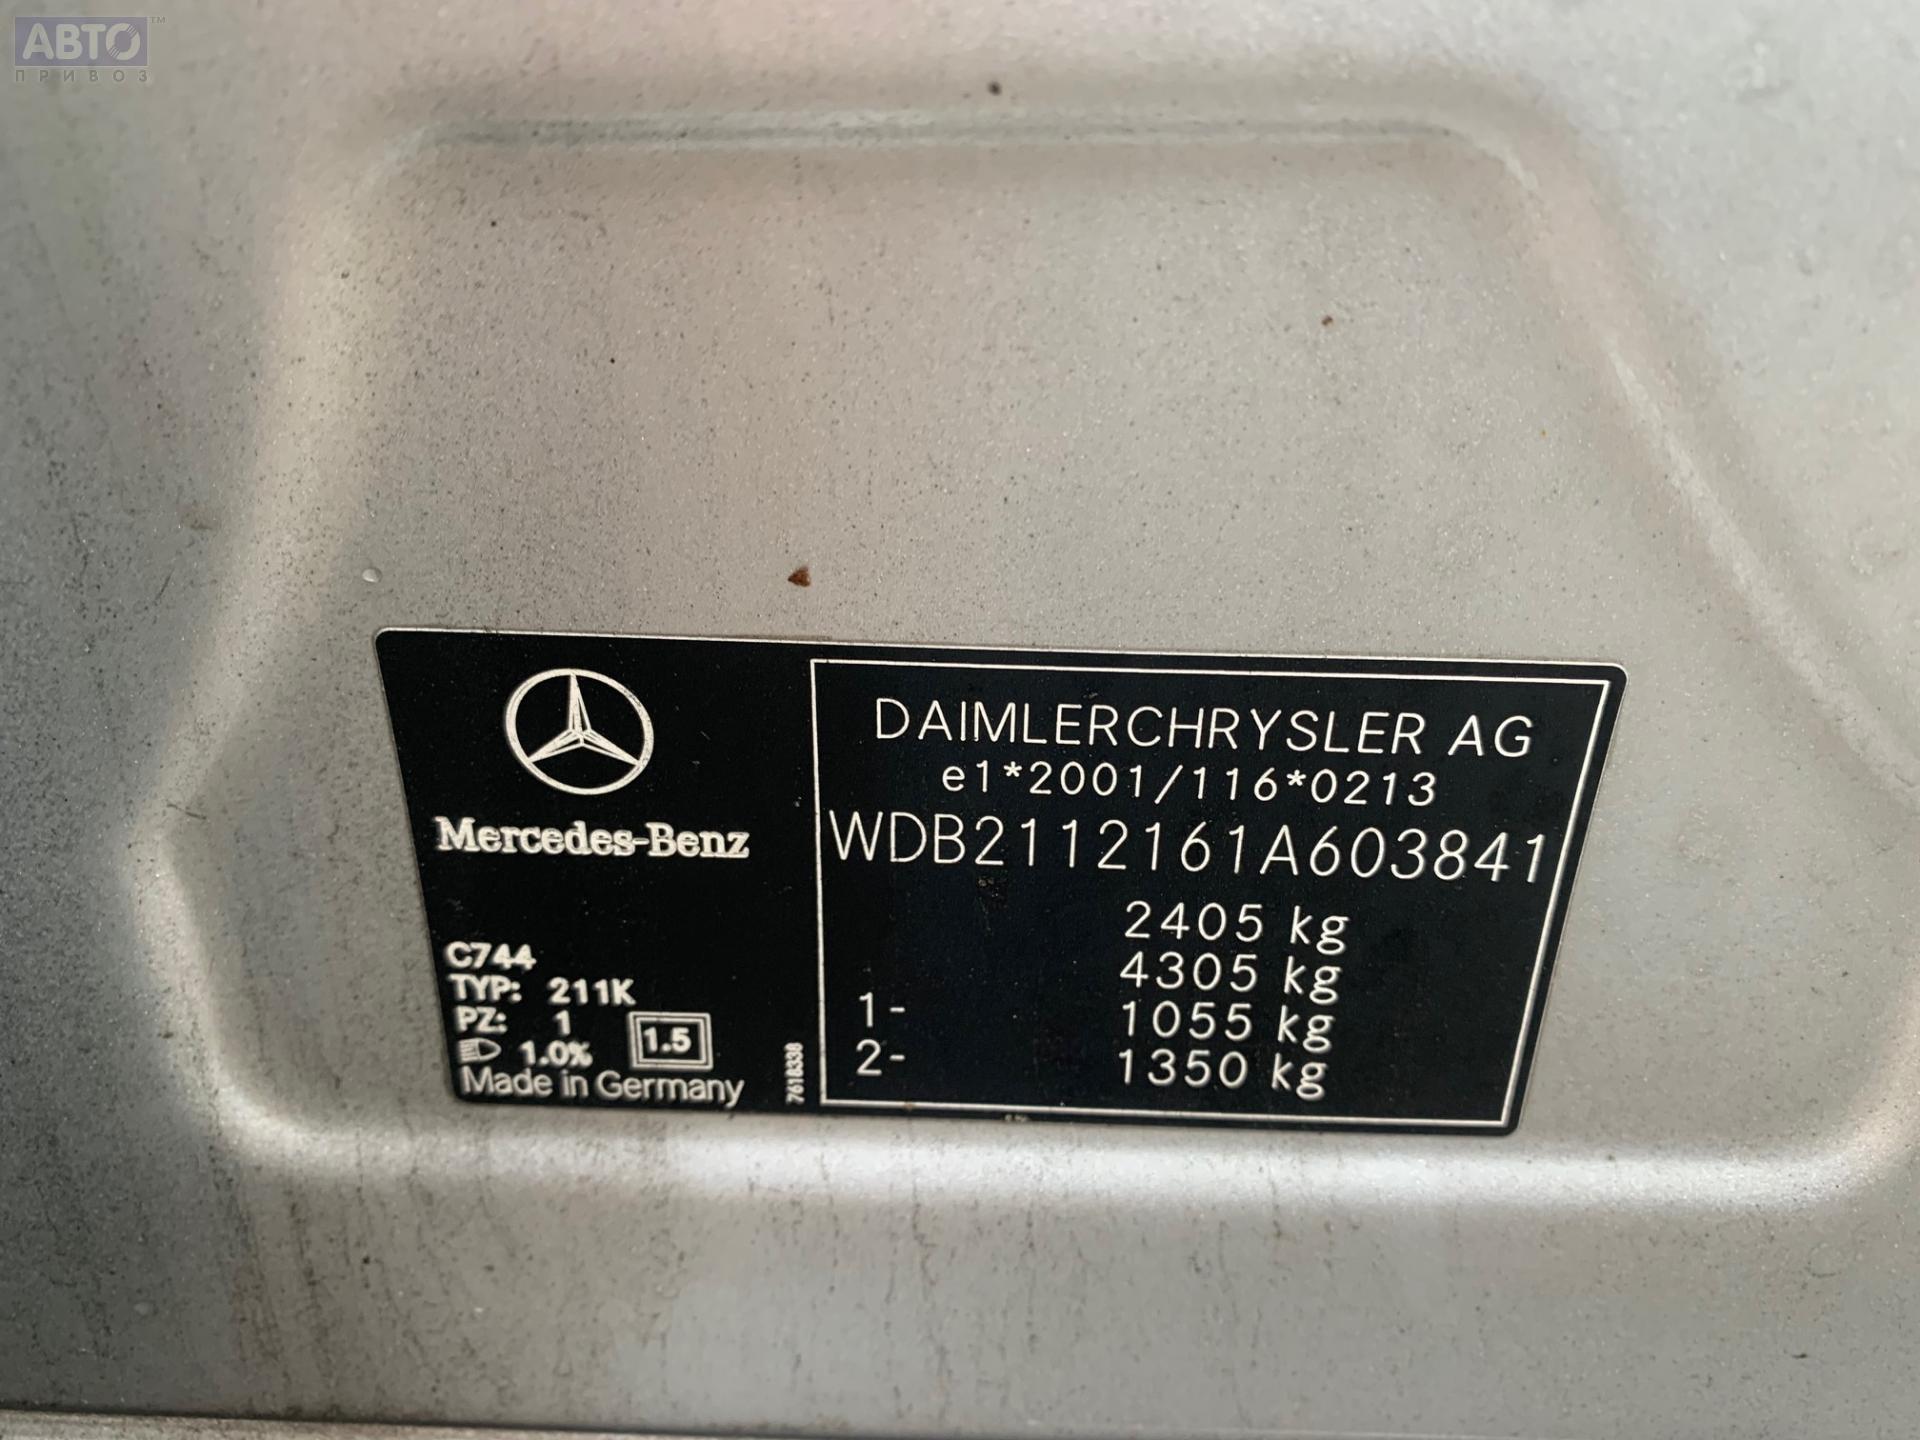 АВТО™
ПРИВОЗ
Mercedes-Benz
C744
TYP: 211K
PZ: 1
1.0% 1.5
Made in Germany
7618338
DAIMLERCHRYSLER AG
e1*2001/116*0213
WDB2112161A603841
2405 kg
4305 kg
1- 1055 kg
2- 1350 kg